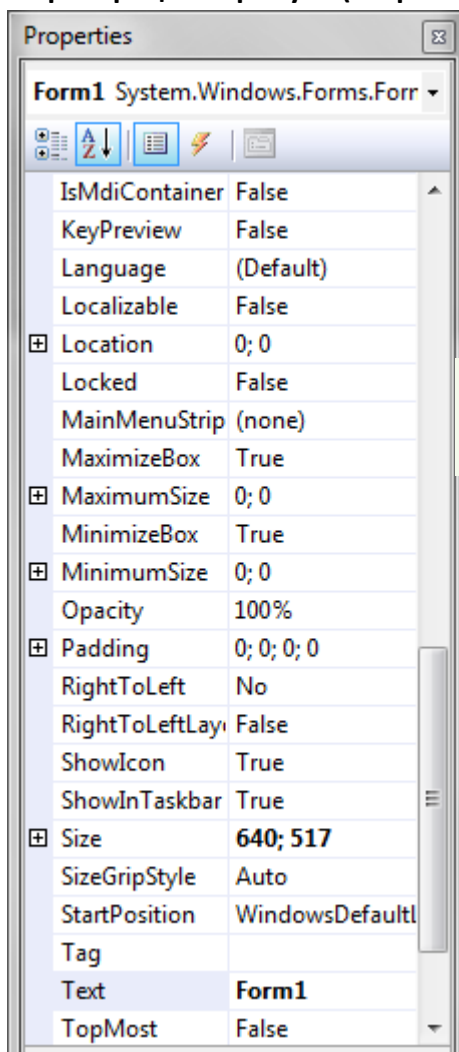 Properties
Form1 System.Windows.Forms.Forr
IsMdiContainer False
KeyPreview False
Language (Default)
Localizable False
Location 0; 0
Locked False
MainMenuStrip (none)
MaximizeBox True
MaximumSize 0; 0
MinimizeBox True
MinimumSize 0; 0
Opacity 100%
Padding 0; 0; 0; 0
RightToLeft No
RightToLeftLay False
ShowIcon True
ShowInTaskbar True
Size 640; 517
SizeGripStyle Auto
StartPosition WindowsDefaultL
Tag
Text Form1
TopMost False